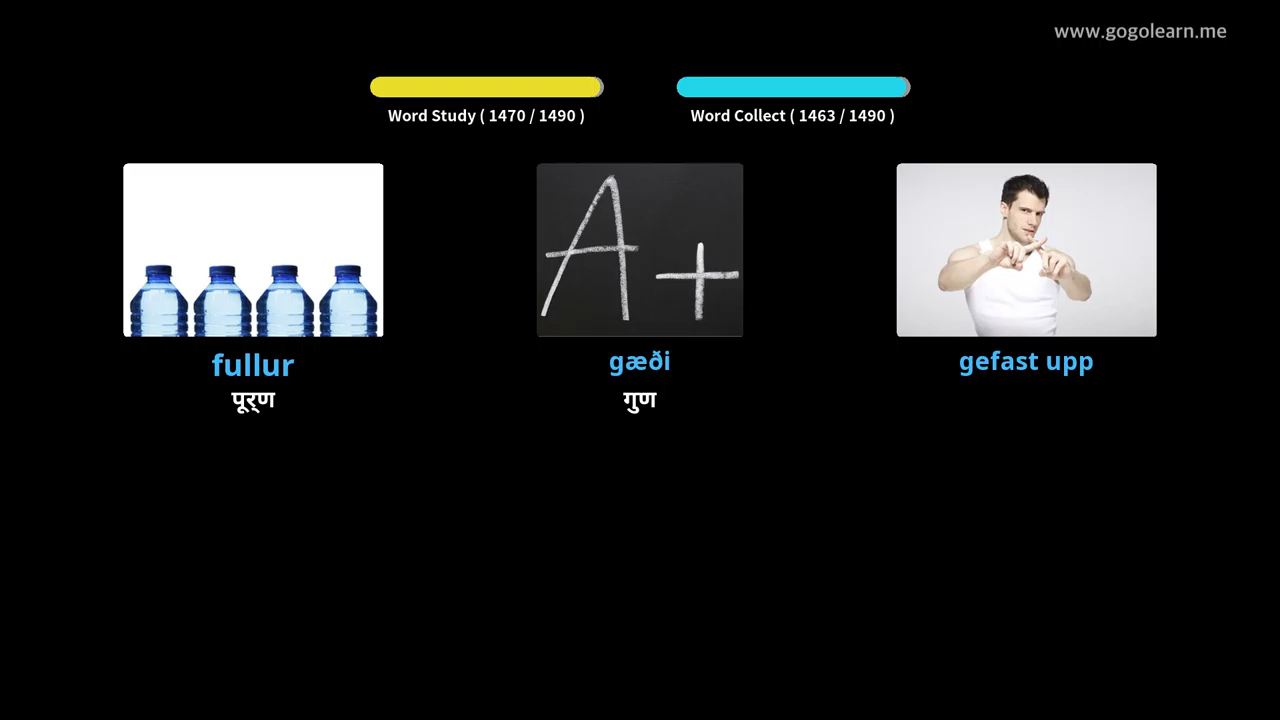 www.gogolearn.me
Word Study ( 1470 / 1490 )
Word Collect ( 1463 / 1490 )
A+
fullur
gæði
gefast upp
पूर्ण
गुण